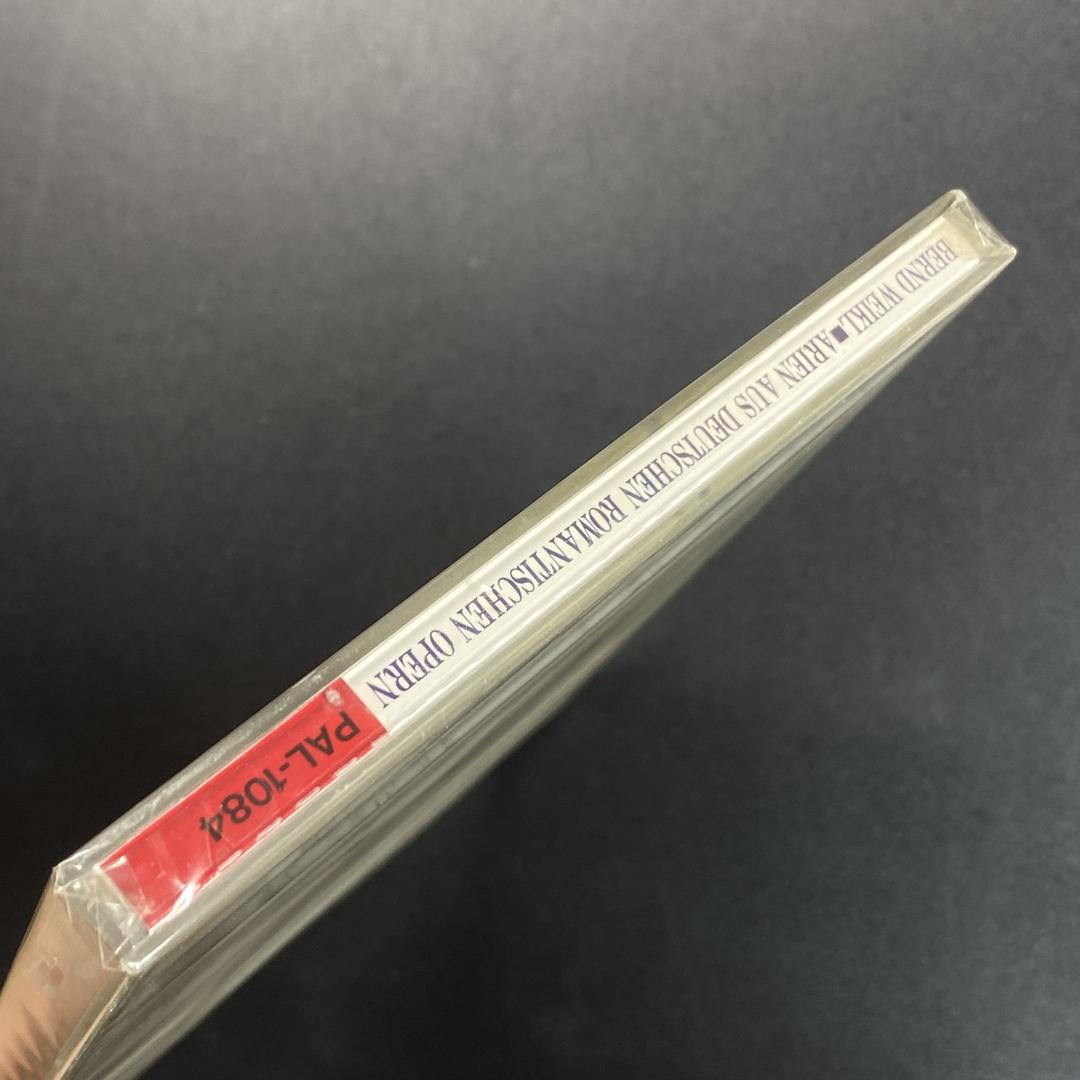 BERND WEIKL ■ ARIEN AUS DEUTSCHEN ROMANTISCHEN OPERN
PAL-1084